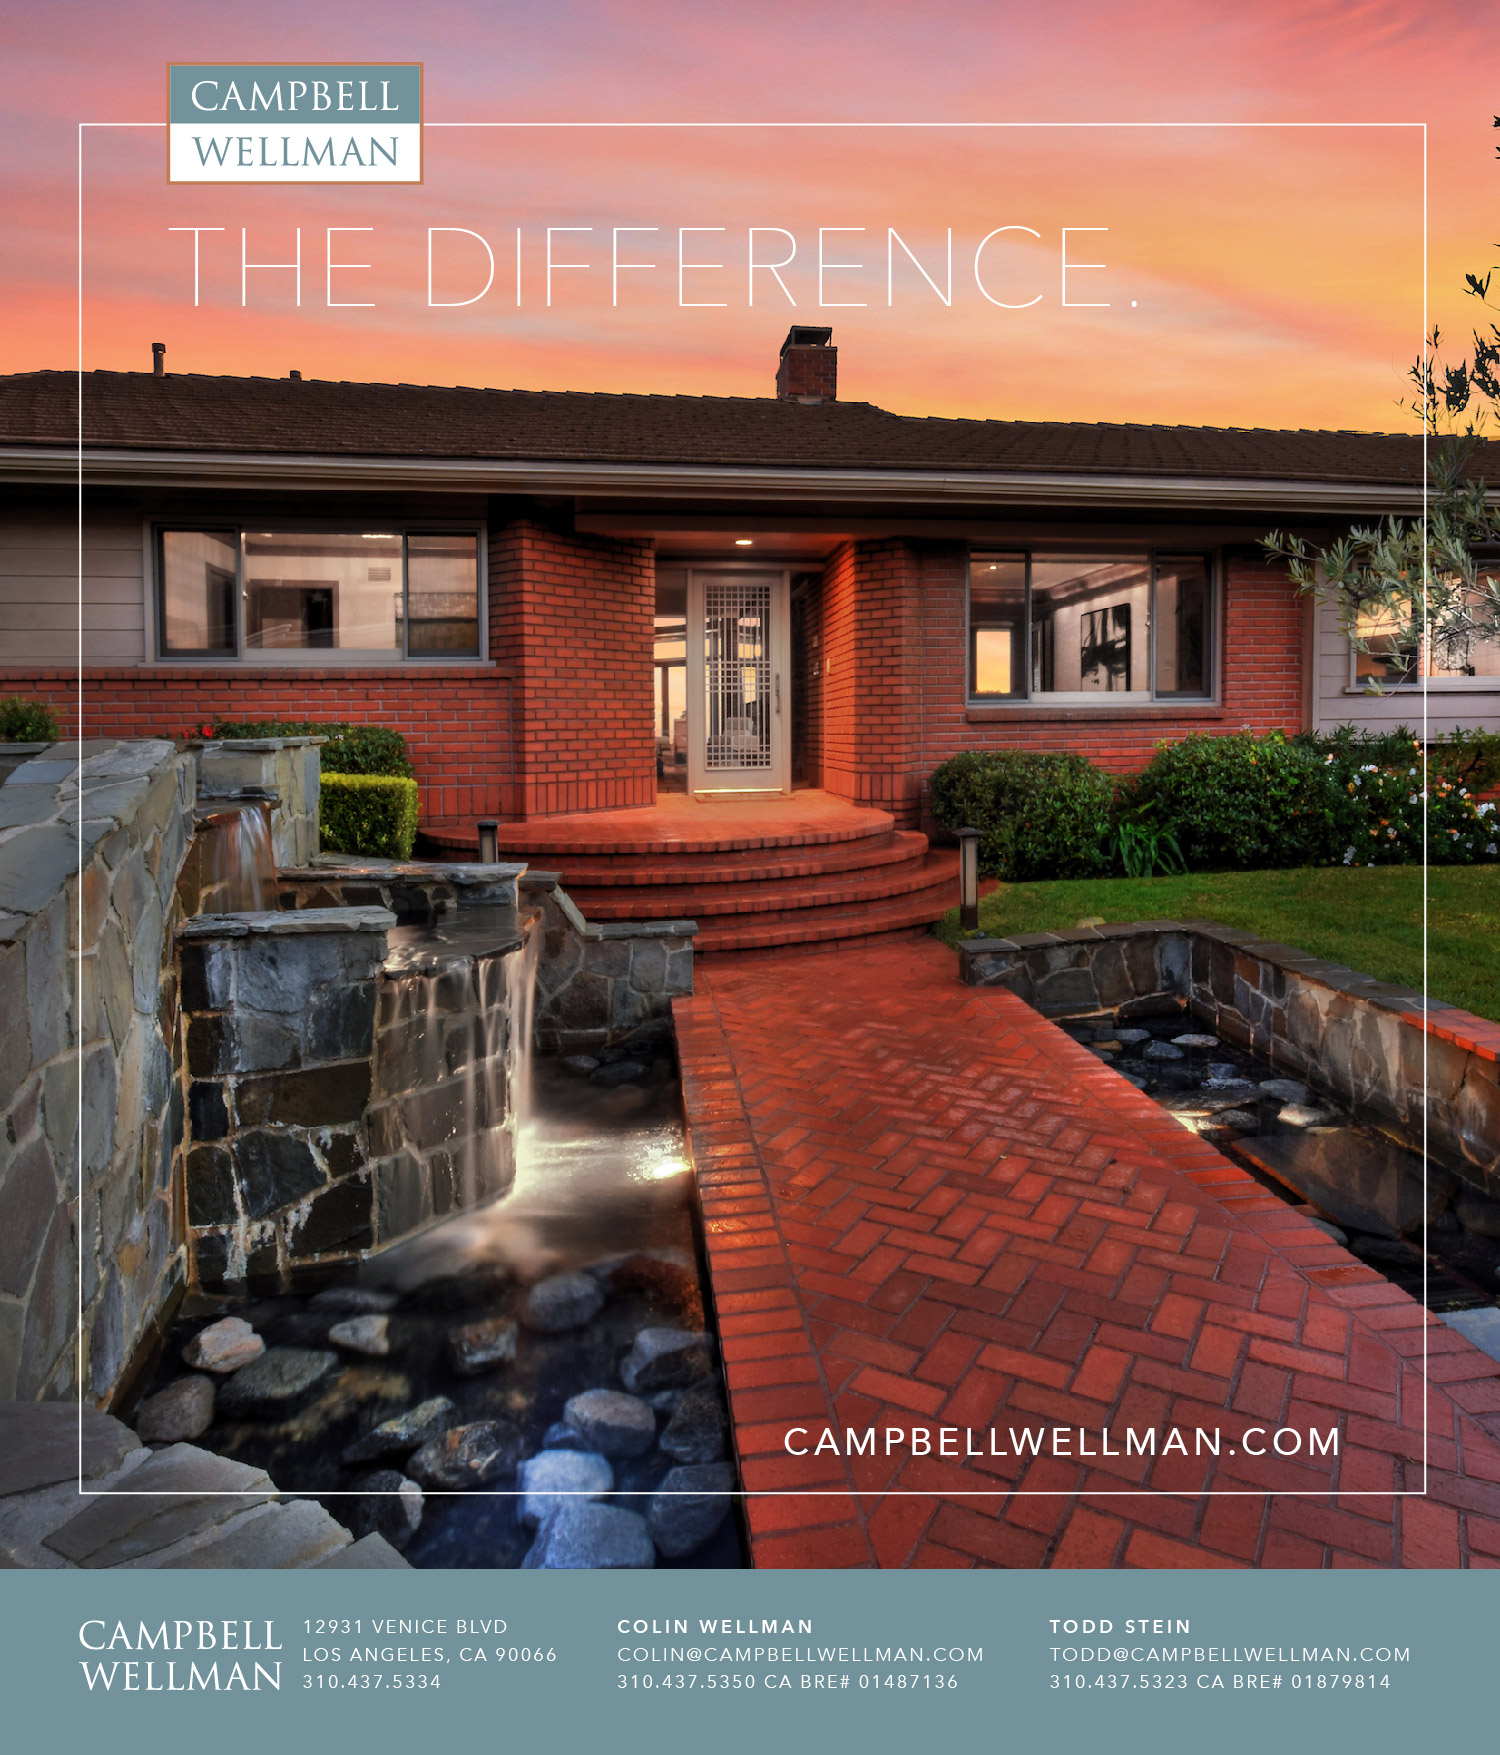 CAMPBELL
WELLMAN
THE DIFFERENCE.
CAMPBELLWELLMAN.COM
CAMPBELL
WELLMAN
12931 VENICE BLVD
LOS ANGELES, CA 90066
310.437.5334
COLIN WELLMAN
COLIN@CAMPBELLWELLMAN.COM
310.437.5350 CA BRE# 01487136
TODD STEIN
TODD@CAMPBELLWELLMAN.COM
310.437.5323 CA BRE# 01879814